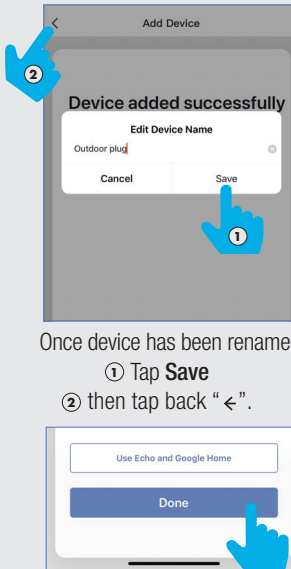 Add Device
2
Device added successfully
Edit Device Name
Outdoor plug
Cancel Save
1
Once device has been rename
① Tap Save
② then tap back “ ← ”.
Use Echo and Google Home
Done